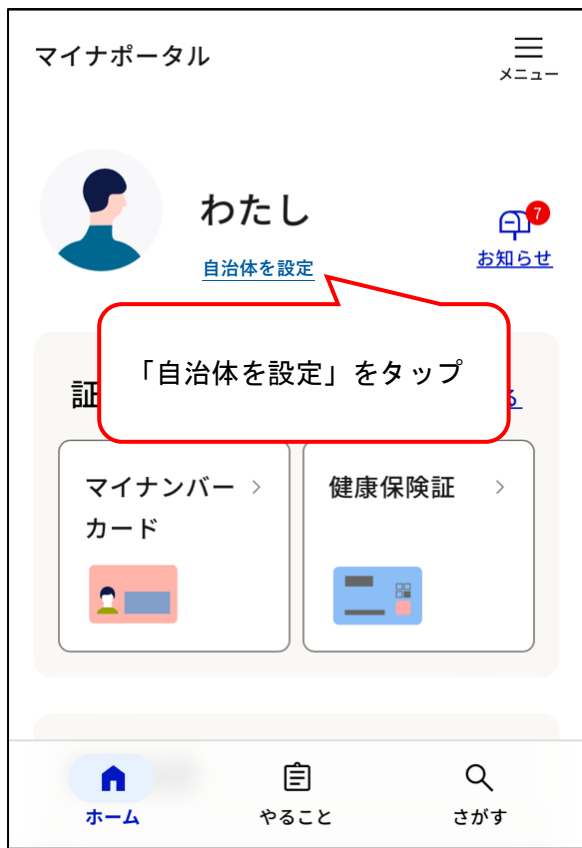 マイナポータル
メニュー
わたし
7
自治体を設定
お知らせ
「自治体を設定」をタップ
証
マイナンバー
カード
健康保険証
ホーム
やること
さがす